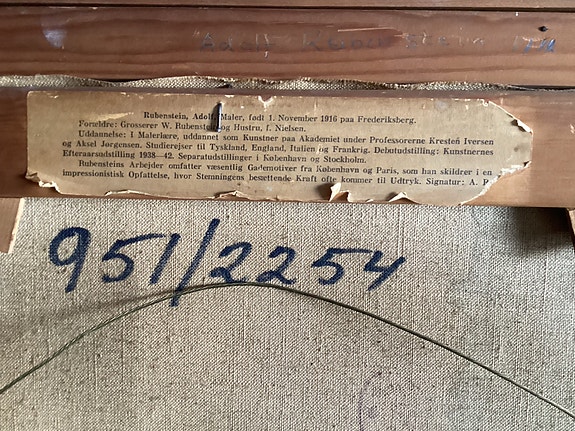 Rubenstein, Adolf, Maler, født 1. November 1916 paa Frederiksberg.
Forældre: Grosserer W. Rubenstein og Hustru, f. Nielsen.
Uddannelse: I Malerlære, uddannet som Kunstner paa Akademiet under Professorerne Kresten Iversen
og Aksel Jørgensen. Studierejser til Tyskland, England, Italien og Frankrig. Debutudstilling: Kunstnernes
Efteraarsudstilling 1938—42. Separatudstillinger i København og Stockholm.
Rubensteins Arbejder omfatter væsentlig Gademotiver fra København og Paris, som han skildrer i en
impressionistisk Opfattelse, hvor Stemningens besættende Kraft ofte kommer til Udtryk. Signatur: A. R
951/2254